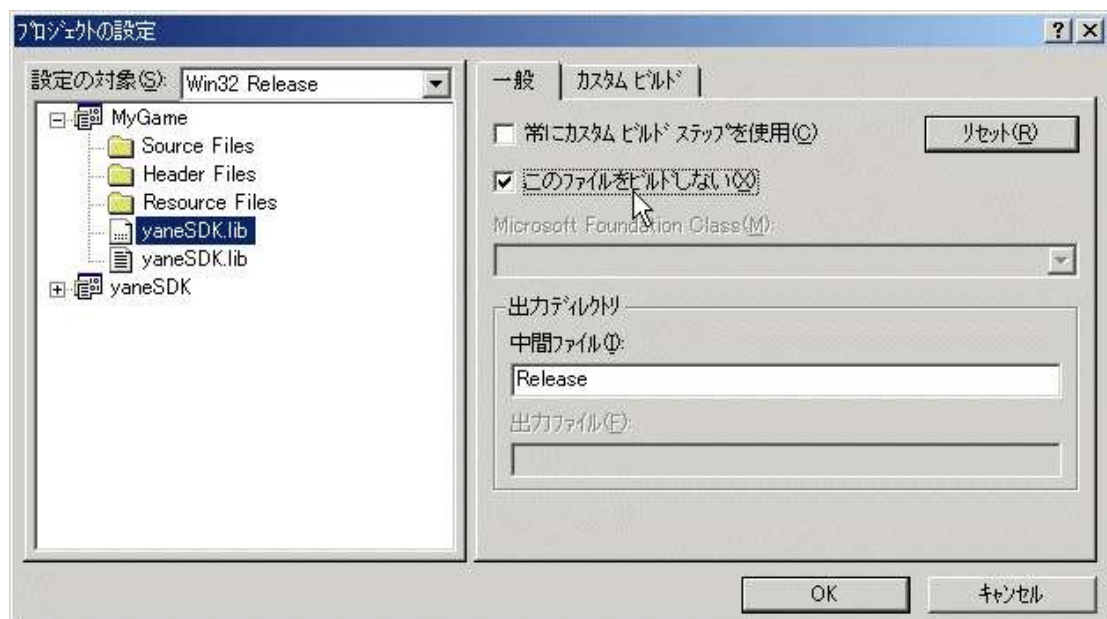 プロジェクトの設定
設定の対象(S): Win32 Release
MyGame
Source Files
Header Files
Resource Files
yaneSDK.lib
yaneSDK.lib
yaneSDK
一般 カスタム ビルド
常にカスタム ビルド ステップを使用(C)
リセット(R)
このファイルをビルドしない(X)
Microsoft Foundation Class(M):
出力ディレクトリ
中間ファイル(I):
Release
出力ファイル(F):
OK キャンセル